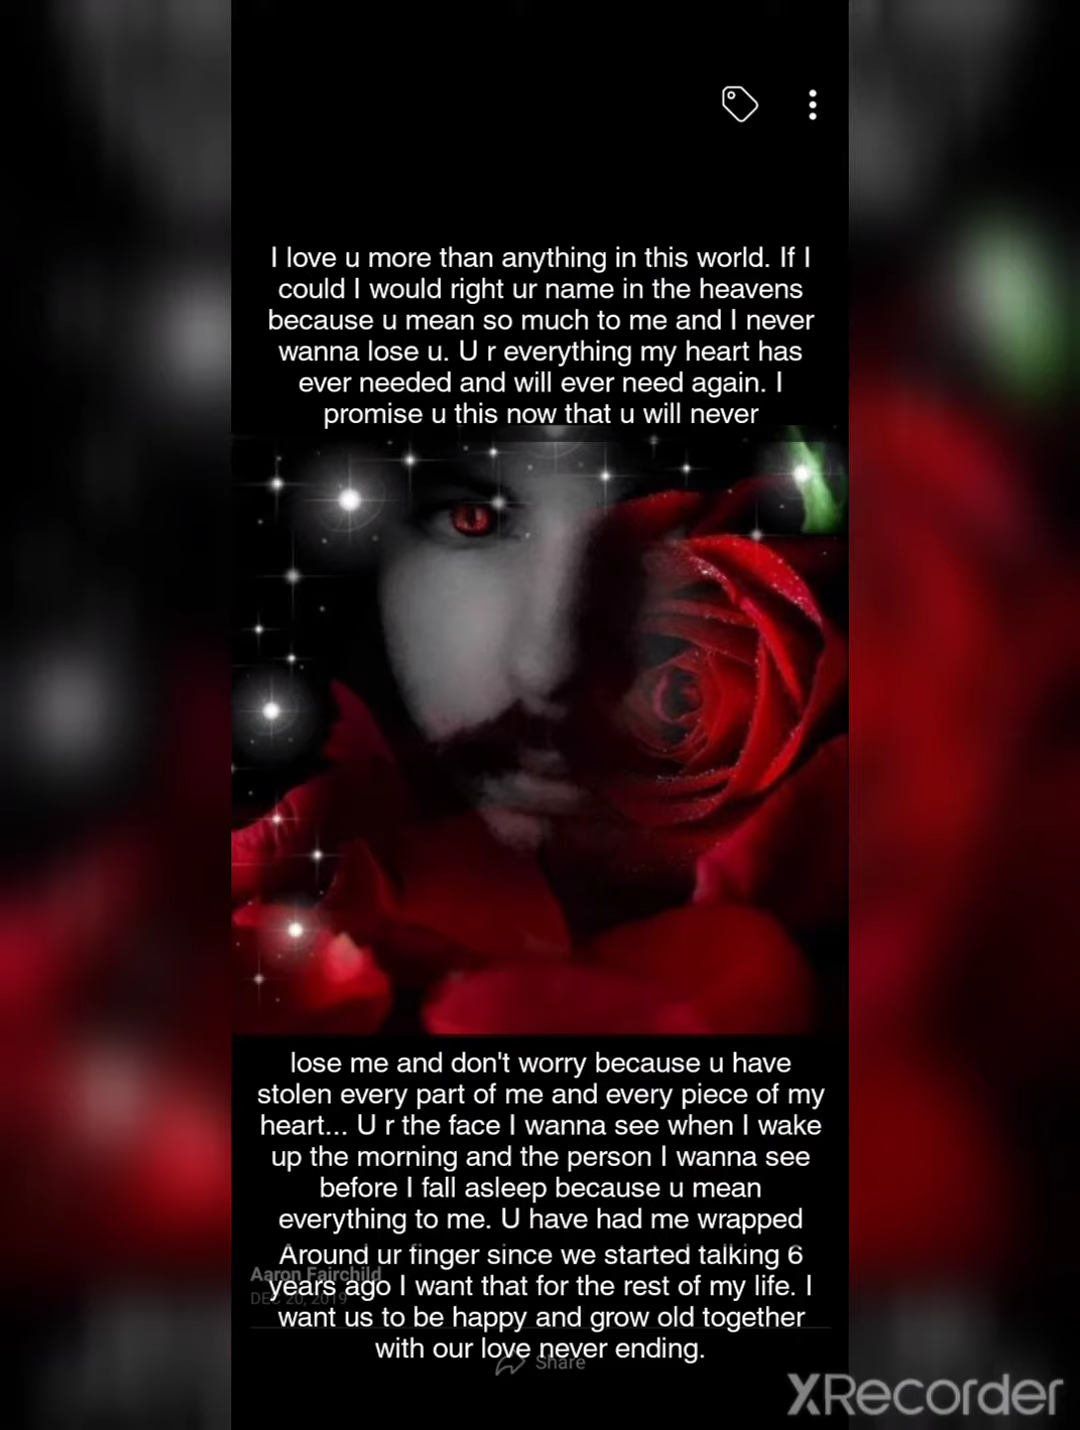 I love u more than anything in this world. If I
could I would right ur name in the heavens
because u mean so much to me and I never
wanna lose u. U r everything my heart has
ever needed and will ever need again. I
promise u this now that u will never
lose me and don't worry because u have
stolen every part of me and every piece of my
heart... U r the face I wanna see when I wake
up the morning and the person I wanna see
before I fall asleep because u mean
everything to me. U have had me wrapped
Around ur finger since we started talking 6
Aaron Fairchild
years ago I want that for the rest of my life. I
DEC 20, 2019
want us to be happy and grow old together
with our love never ending.
Share
XRecorder